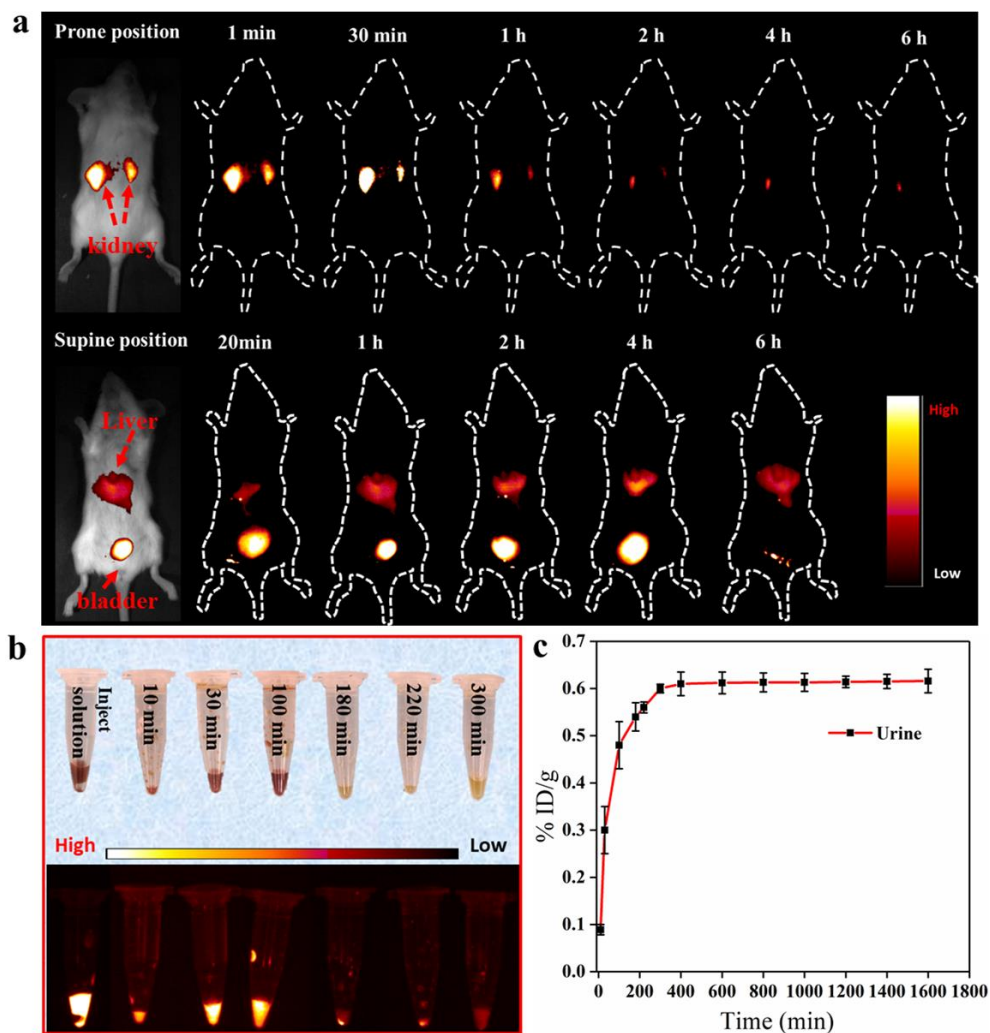 a
Prone position
1 min
30 min
1 h
2 h
4 h
6 h
kidney
Supine position
20min
1 h
2 h
4 h
6 h
Liver
bladder
High
Low
b
Inject
solution
10 min
30 min
100 min
180 min
220 min
300 min
High
Low
c
% ID/g
0.7
0.6
0.5
0.4
0.3
0.2
0.1
0.0
Urine
0 200 400 600 800 1000 1200 1400 1600 1800
Time (min)